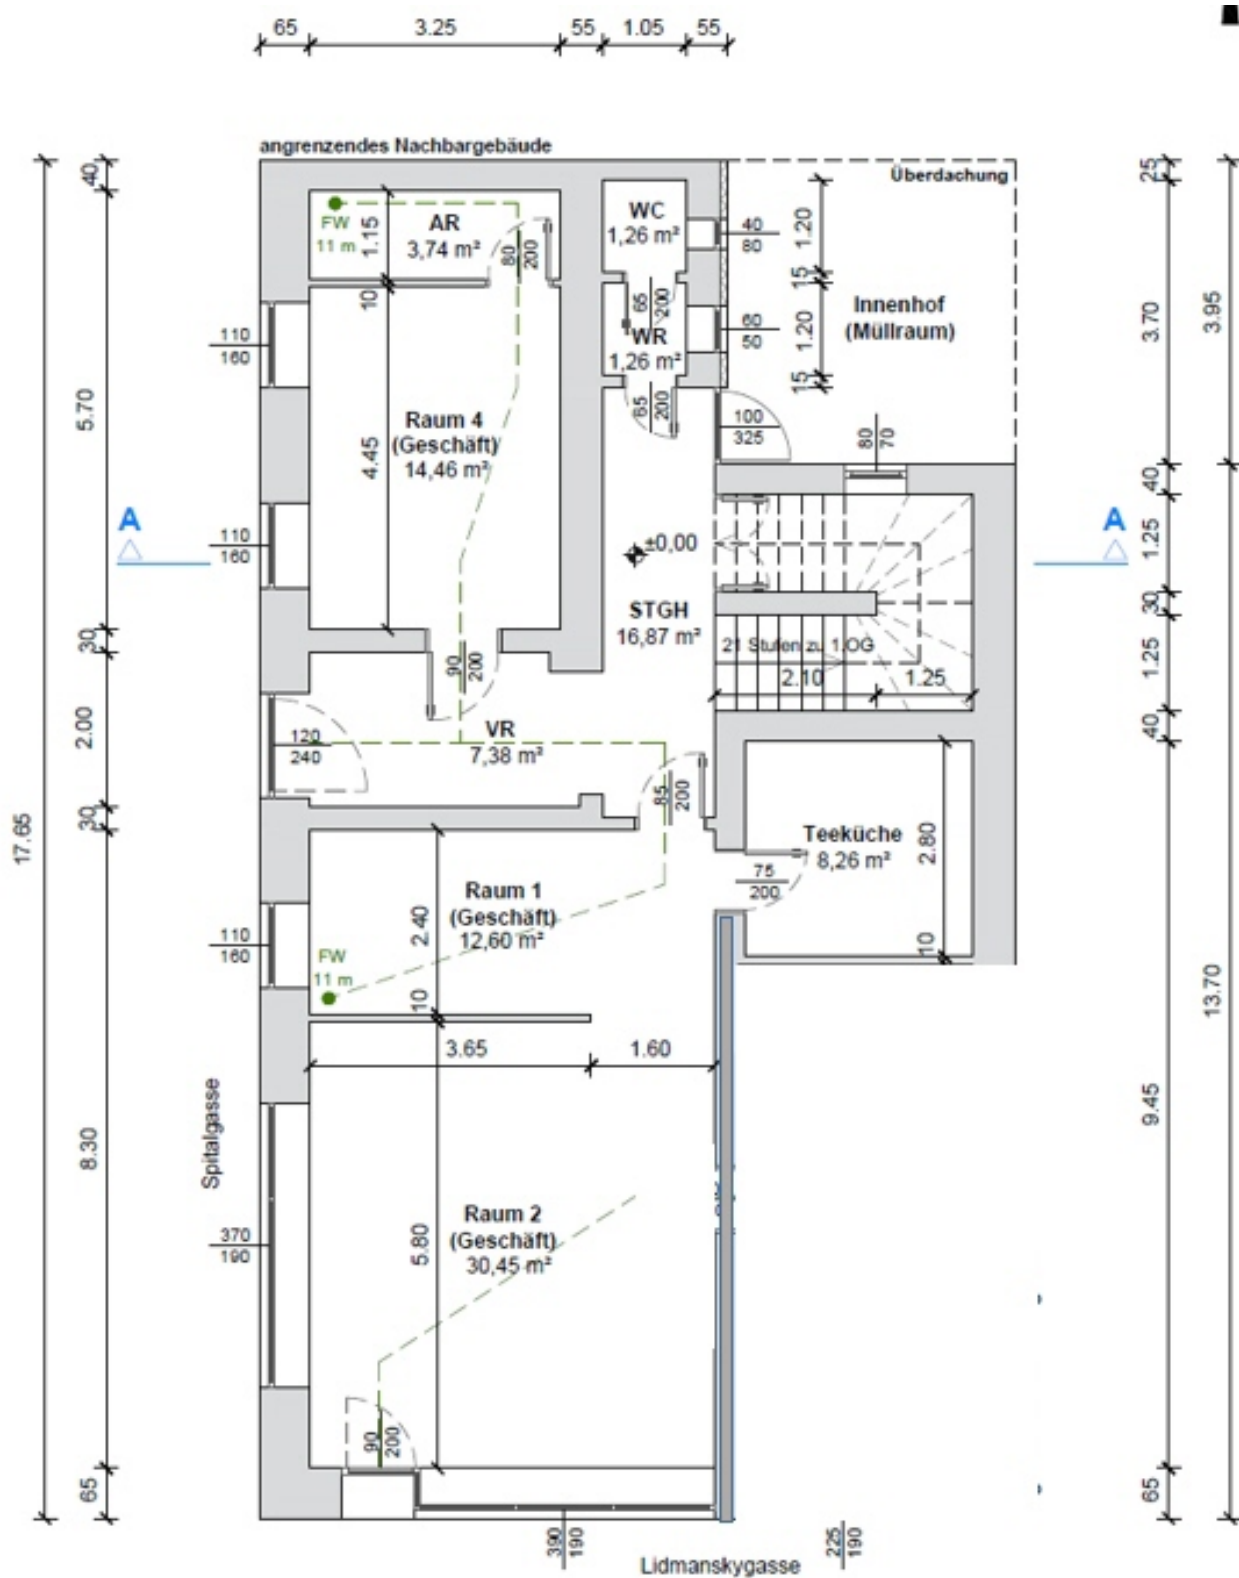 65 3.25 55 1.05 55
angrenzendes Nachbargebäude
Überdachung
40
25
FW
11 m
1.15
AR
3,74 m²
80
200
WC
1,26 m²
40
80
1.20
10
65
200
15
Innenhof
(Müllraum)
3.70
3.95
110
160
WR
1,26 m²
60
50
1.20
15
5.70
Raum 4
(Geschäft)
14,46 m²
4.45
65
200
100
325
80
70
40
A
A
110
160
±0,00
1.25
STGH
16,87 m²
30
30
21 Stufen zu 1.OG
1.25
90
200
2.10
1.25
2.00
120
240
VR
7,38 m²
40
85
200
30
17.65
Teeküche
8,26 m²
2.80
75
200
Raum 1
(Geschäft)
12,60 m²
2.40
110
160
FW
11 m
10
10
13.70
3.65
1.60
Spitalgasse
8.30
9.45
370
190
Raum 2
(Geschäft)
30,45 m²
5.80
90
200
65
65
390
190
225
190
Lidmanskygasse